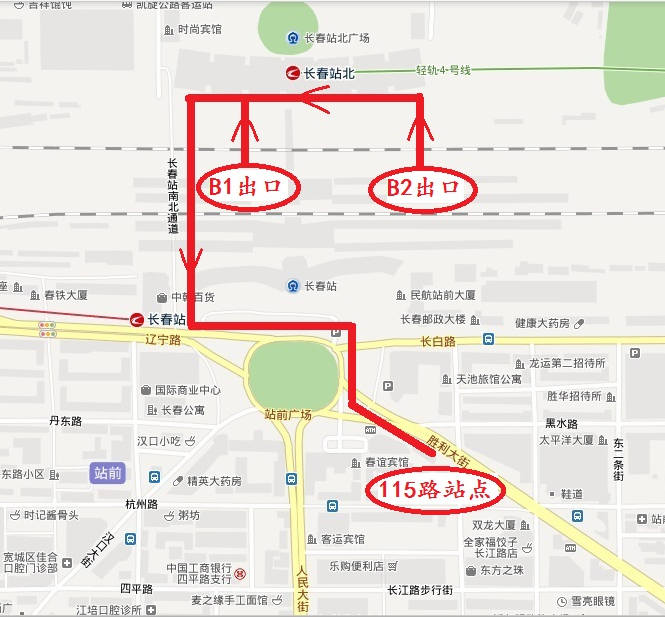 吉祥馄饨
凯旋公路客运站
时尚宾馆
长春站北广场
长春站北
轻轨4号线
长春站南北通道
B1出口
B2出口
长春站
春铁大厦
中韩百货
民航站前大厦
长春站
长春邮政大楼
健康大药房
辽宁路
长白路
龙运第二招待所
天池旅馆公寓
国际商业中心
胜华招待所
长春公寓
站前广场
丹东路
黑水路
汉口小吃
胜利大街
太平洋大厦
东二条街
春谊宾馆
东路小区
站前
精英大药房
115路站点
鞋道
杭州路
时记酱骨头
粥坊
双龙大厦
站前
客运宾馆
全家福饺子
长江路店
汉口大街
宽城区佳合
口腔门诊部
中国工商银行
四平路支行
乐购便利店
东方之珠
人民大街
四平路
长江路步行街
麦之缘手工面馆
江培口腔诊所
雪亮眼镜